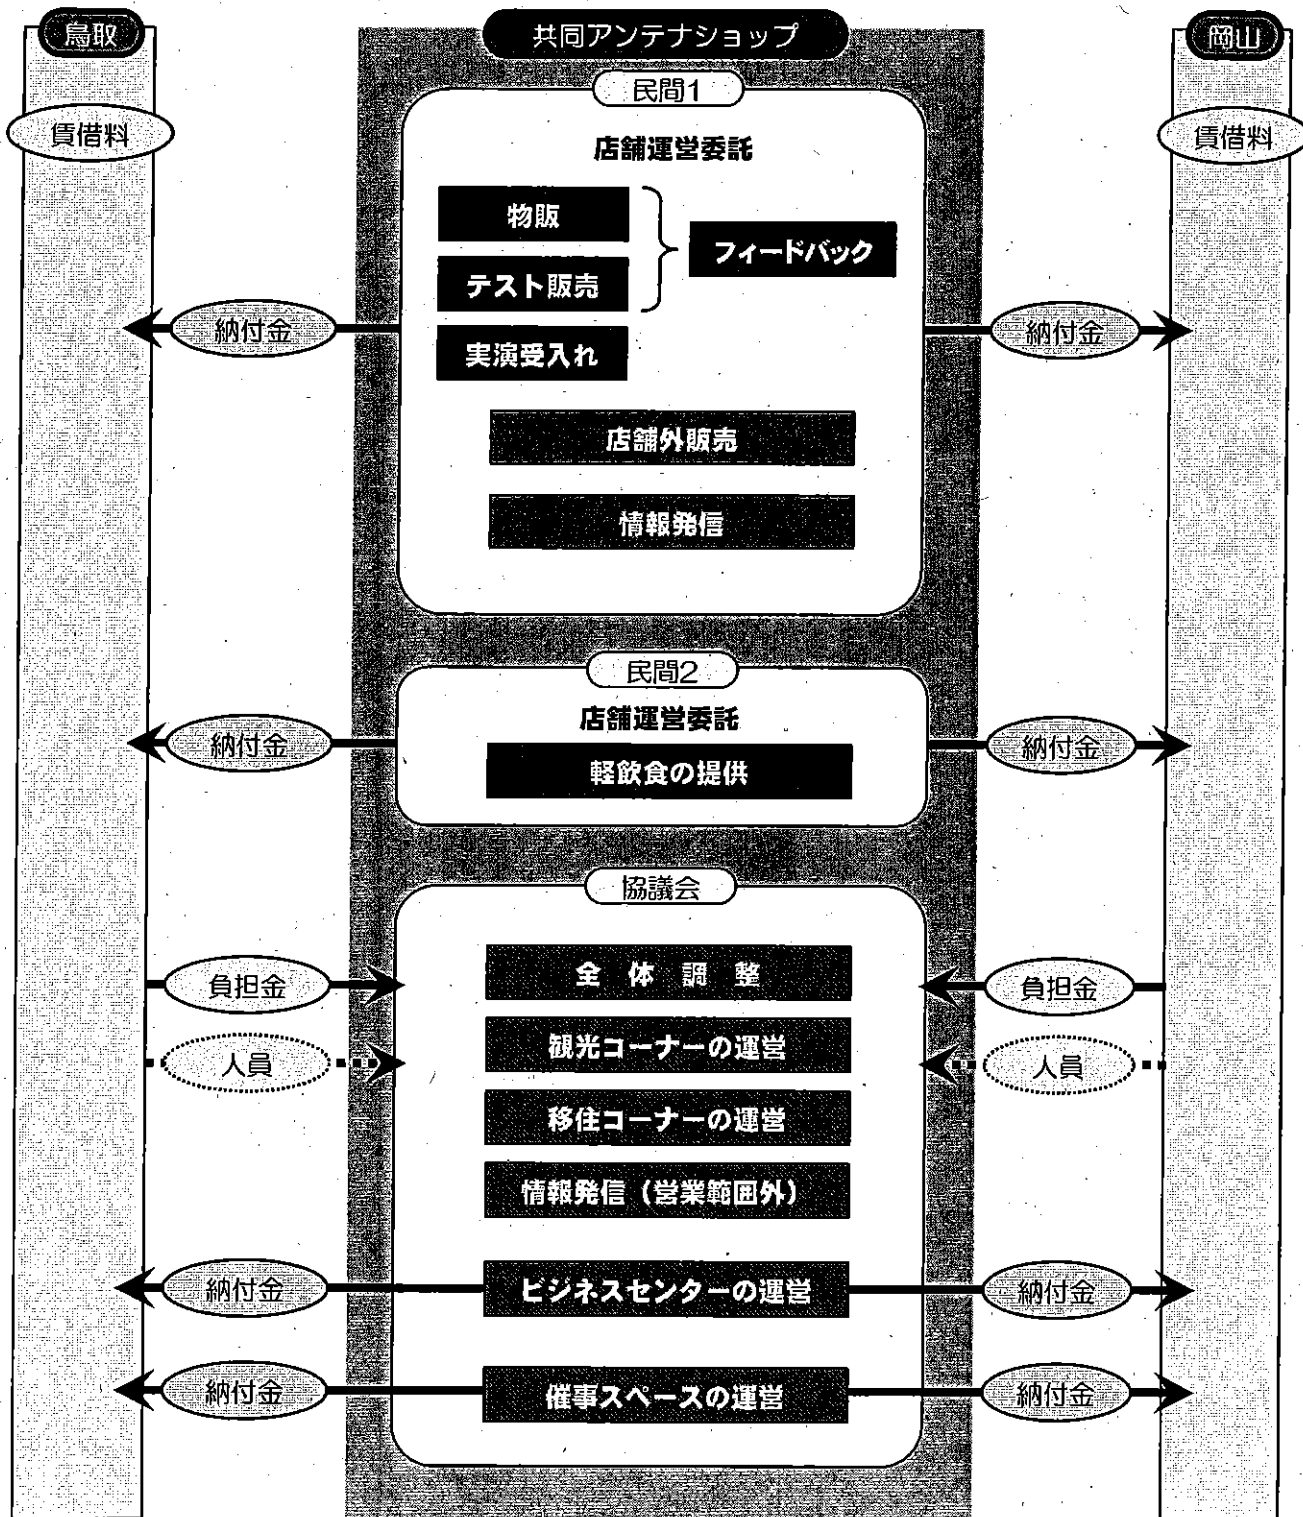 鳥取
共同アンテナショップ
岡山
賃借料
賃借料
民間1
店舗運営委託
物販
テスト販売
フィードバック
実演受入れ
納付金
納付金
店舗外販売
情報発信
民間2
店舗運営委託
納付金
納付金
軽飲食の提供
協議会
全体調整
負担金
負担金
観光コーナーの運営
人員
人員
移住コーナーの運営
情報発信（営業範囲外）
納付金
ビジネスセンターの運営
納付金
納付金
催事スペースの運営
納付金